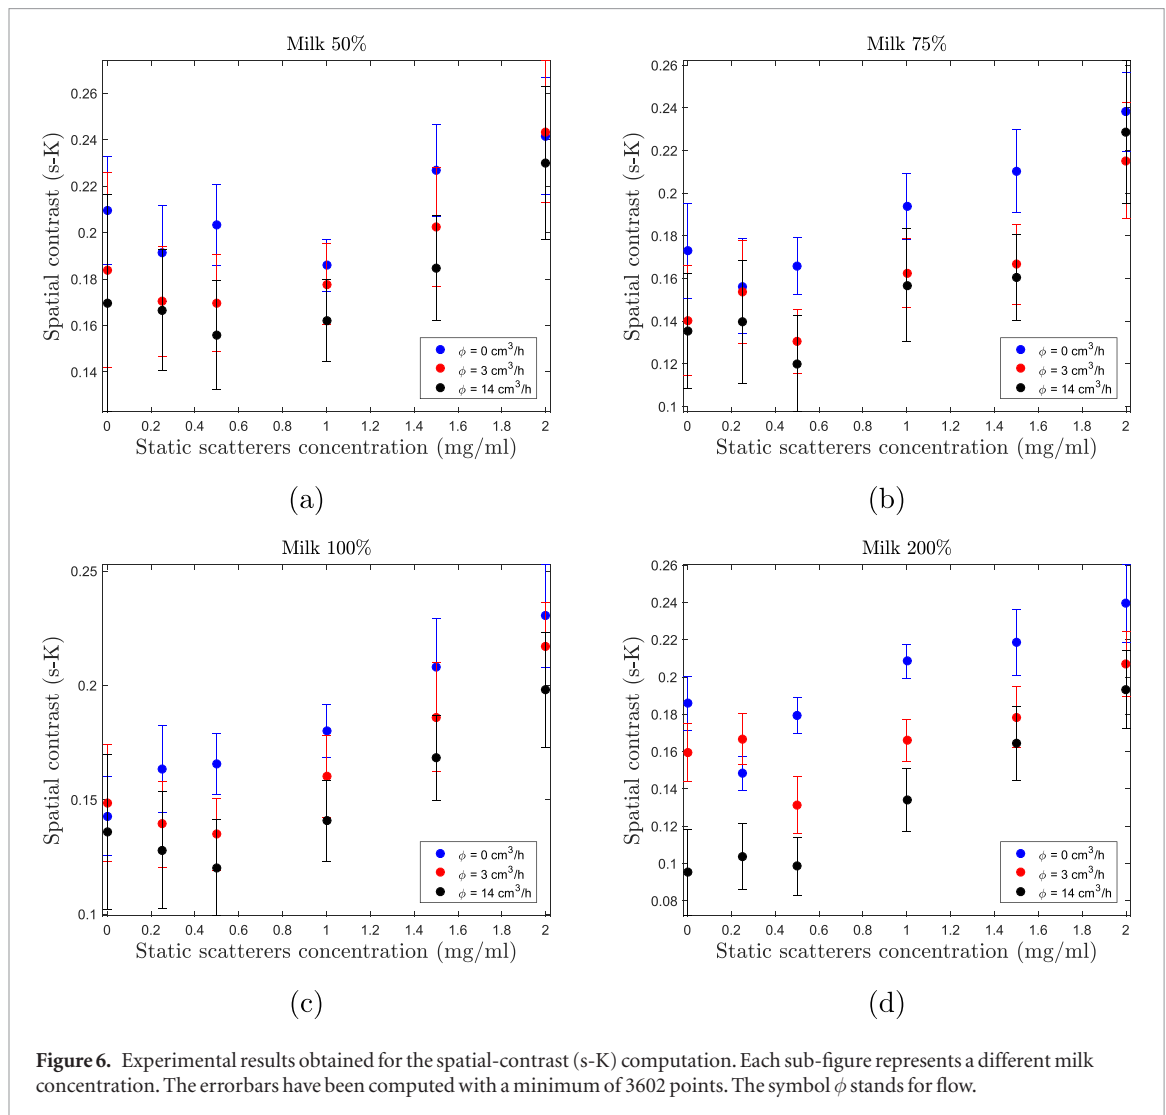 Milk 50%
0.26
0.24
0.22
0.2
0.18
0.16
0.14
Spatial contrast (s-K)
ϕ = 0 cm³/h
ϕ = 3 cm³/h
ϕ = 14 cm³/h
0 0.2 0.4 0.6 0.8 1 1.2 1.4 1.6 1.8 2
Static scatterers concentration (mg/ml)
(a)
Milk 75%
0.26
0.24
0.22
0.2
0.18
0.16
0.14
0.12
0.1
Spatial contrast (s-K)
ϕ = 0 cm³/h
ϕ = 3 cm³/h
ϕ = 14 cm³/h
0 0.2 0.4 0.6 0.8 1 1.2 1.4 1.6 1.8 2
Static scatterers concentration (mg/ml)
(b)
Milk 100%
0.25
0.2
0.15
0.1
Spatial contrast (s-K)
ϕ = 0 cm³/h
ϕ = 3 cm³/h
ϕ = 14 cm³/h
0 0.2 0.4 0.6 0.8 1 1.2 1.4 1.6 1.8 2
Static scatterers concentration (mg/ml)
(c)
Milk 200%
0.26
0.24
0.22
0.2
0.18
0.16
0.14
0.12
0.1
0.08
Spatial contrast (s-K)
ϕ = 0 cm³/h
ϕ = 3 cm³/h
ϕ = 14 cm³/h
0 0.2 0.4 0.6 0.8 1 1.2 1.4 1.6 1.8 2
Static scatterers concentration (mg/ml)
(d)
Figure 6. Experimental results obtained for the spatial-contrast (s-K) computation. Each sub-figure represents a different milk
concentration. The errorbars have been computed with a minimum of 3602 points. The symbol ϕ stands for flow.